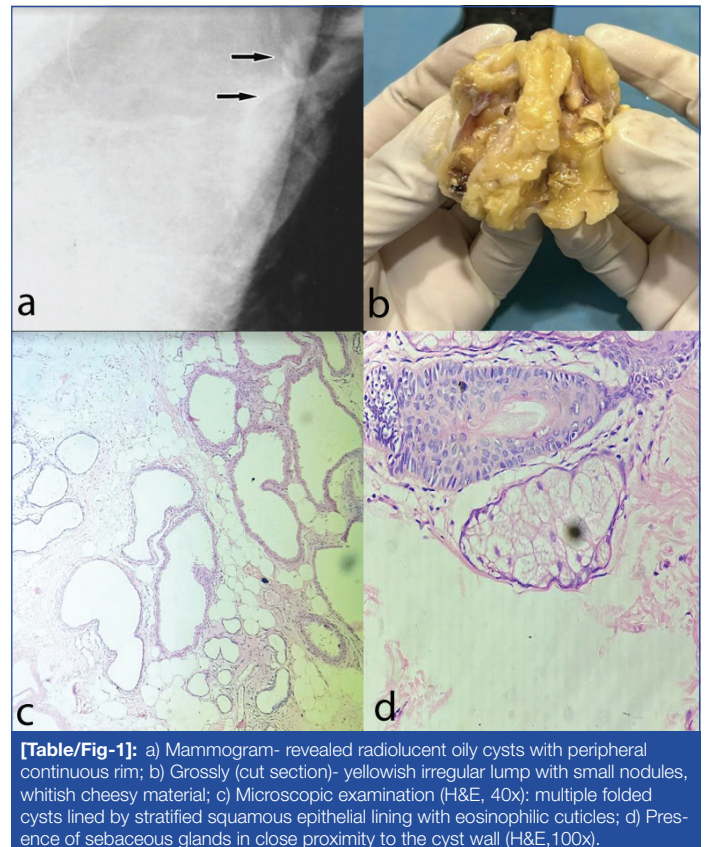 a
b
c
d
[Table/Fig-1]: a) Mammogram- revealed radiolucent oily cysts with peripheral
continuous rim; b) Grossly (cut section)- yellowish irregular lump with small nodules,
whitish cheesy material; c) Microscopic examination (H&E, 40x): multiple folded
cysts lined by stratified squamous epithelial lining with eosinophilic cuticles; d) Pres-
ence of sebaceous glands in close proximity to the cyst wall (H&E,100x).